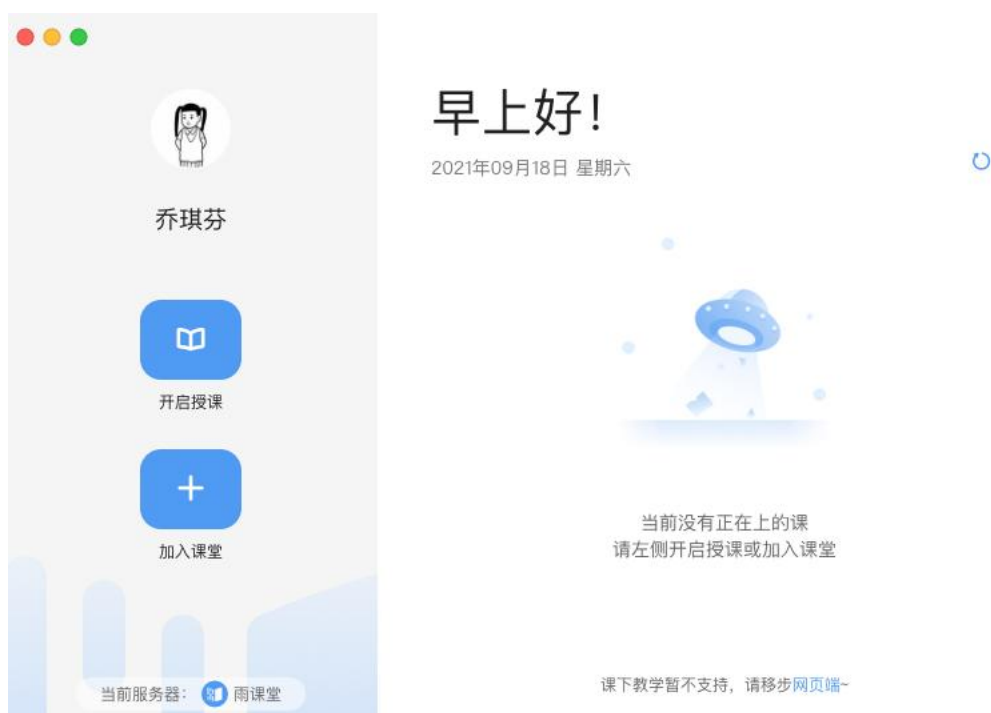 早上好！
2021年09月18日 星期六
乔琪芬
开启授课
加入课堂
当前服务器： 雨课堂
当前没有正在上的课
请左侧开启授课或加入课堂
课下教学暂不支持，请移步网页端~